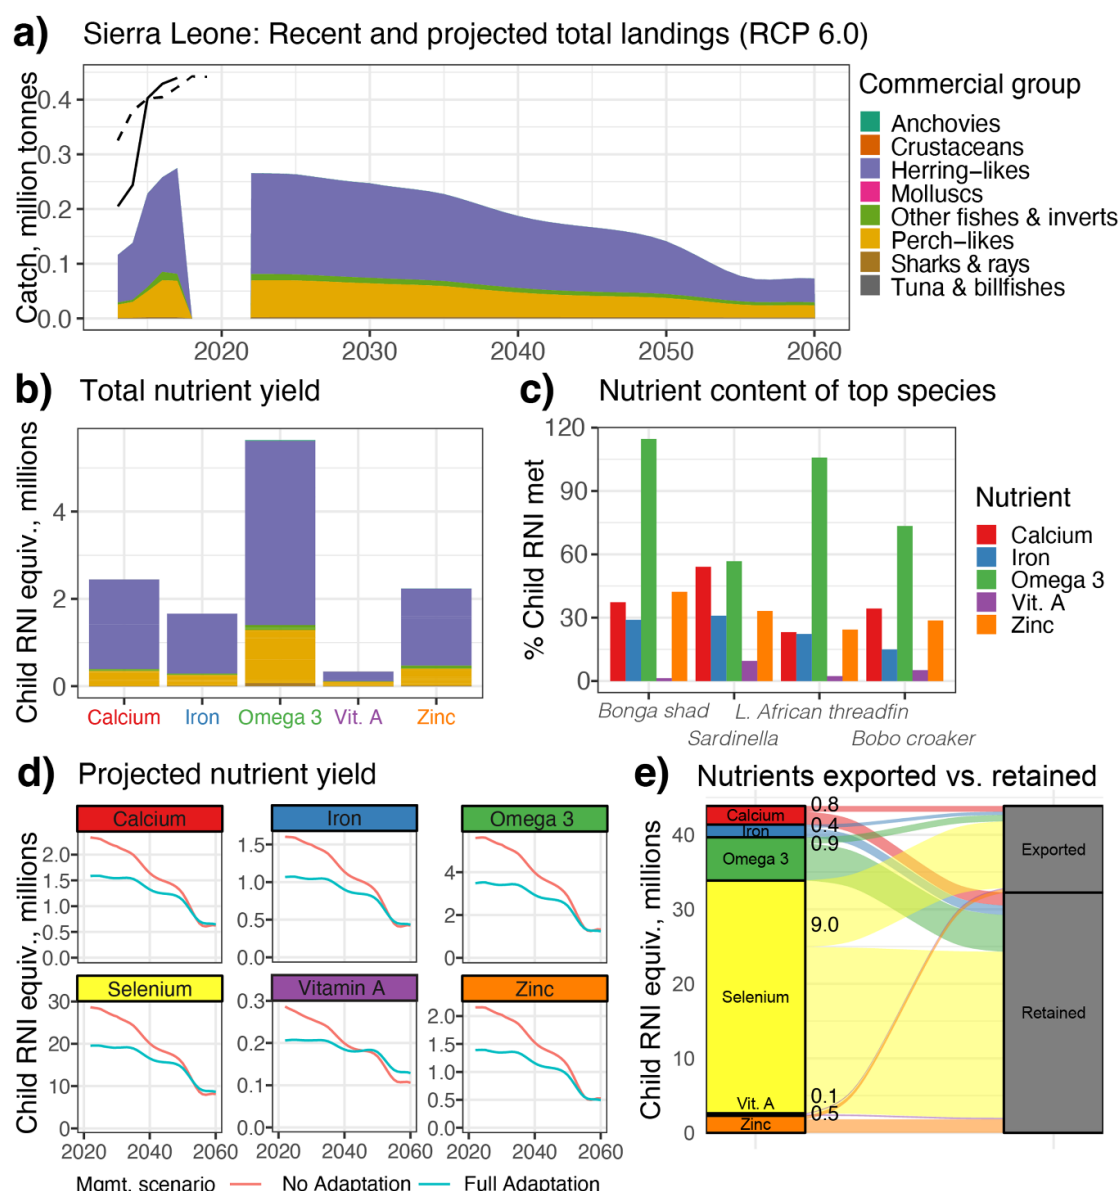 a) Sierra Leone: Recent and projected total landings (RCP 6.0)
Catch, million tonnes
0.4
0.3
0.2
0.1
0.0
2020 2030 2040 2050 2060
Commercial group
Anchovies
Crustaceans
Herring-likes
Molluscs
Other fishes & inverts
Perch-likes
Sharks & rays
Tuna & billfishes
b) Total nutrient yield
Child RNI equiv., millions
4
2
0
Calcium Iron Omega 3 Vit. A Zinc
c) Nutrient content of top species
% Child RNI met
120
90
60
30
0
Bonga shad L. African threadfin
Sardinella Bobo croaker
Nutrient
Calcium
Iron
Omega 3
Vit. A
Zinc
d) Projected nutrient yield
Child RNI equiv., millions
Calcium Iron Omega 3
2.0
1.5
1.0
0.5
0.0
1.5
1.0
0.5
0.0
4
2
0
Selenium Vitamin A Zinc
30
20
10
0
0.3
0.2
0.1
0.0
2.0
1.5
1.0
0.5
0.0
2020 2040 2060 2020 2040 2060 2020 2040 2060
Mgmt. scenario No Adaptation Full Adaptation
e) Nutrients exported vs. retained
Child RNI equiv., millions
40
30
20
10
0
Calcium
Iron
Omega 3
Selenium
Vit. A
Zinc
0.8
0.4
0.9
9.0
0.1
0.5
Exported
Retained